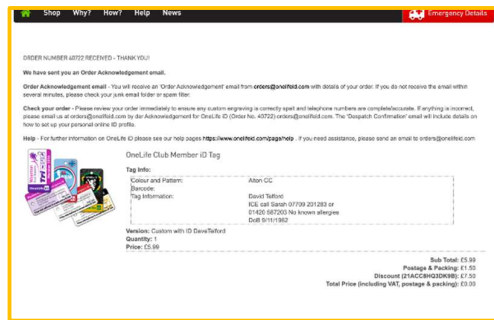 Shop Why? How? Help News
Emergency Details
ORDER NUMBER 40722 RECEIVED - THANK YOU!
We have sent you an Order Acknowledgement email.
Order Acknowledgement email - You will receive an 'Order Acknowledgement' email from orders@onelifeid.com with details of your order. If you do not receive the email within
several minutes, please check your junk email folder or spam filter.
Check your order - Please review your order immediately to ensure any custom engraving is correctly spelt and telephone numbers are complete/accurate. If anything is incorrect,
please email us at orders@onelifeid.com by der Acknowledgement for OneLife iD (Order No. 40722) orders@onelifeid.com. The 'Despatch Confirmation' email will include details on
how to set up your personal online ID profile.
Help - For further information on OneLife iD please see our help pages https://www.onelifeid.com/page/help . If you need assistance, please send an email to orders@onelifeid.com
OneLife Club Member iD Tag
Tag Info:
Colour and Pattern: Alton CC
Barcode:
Tag Information: David Telford
ICE call Sarah 07709 201283 or
01420 587203 No known allergies
DoB 9/11/1962
Version: Custom with ID DaveTelford
Quantity: 1
Price: £5.99
Sub Total: £5.99
Postage & Packing: £1.50
Discount (21ACC8HQ3DK9B): £7.50
Total Price (including VAT, postage & packing): £0.00